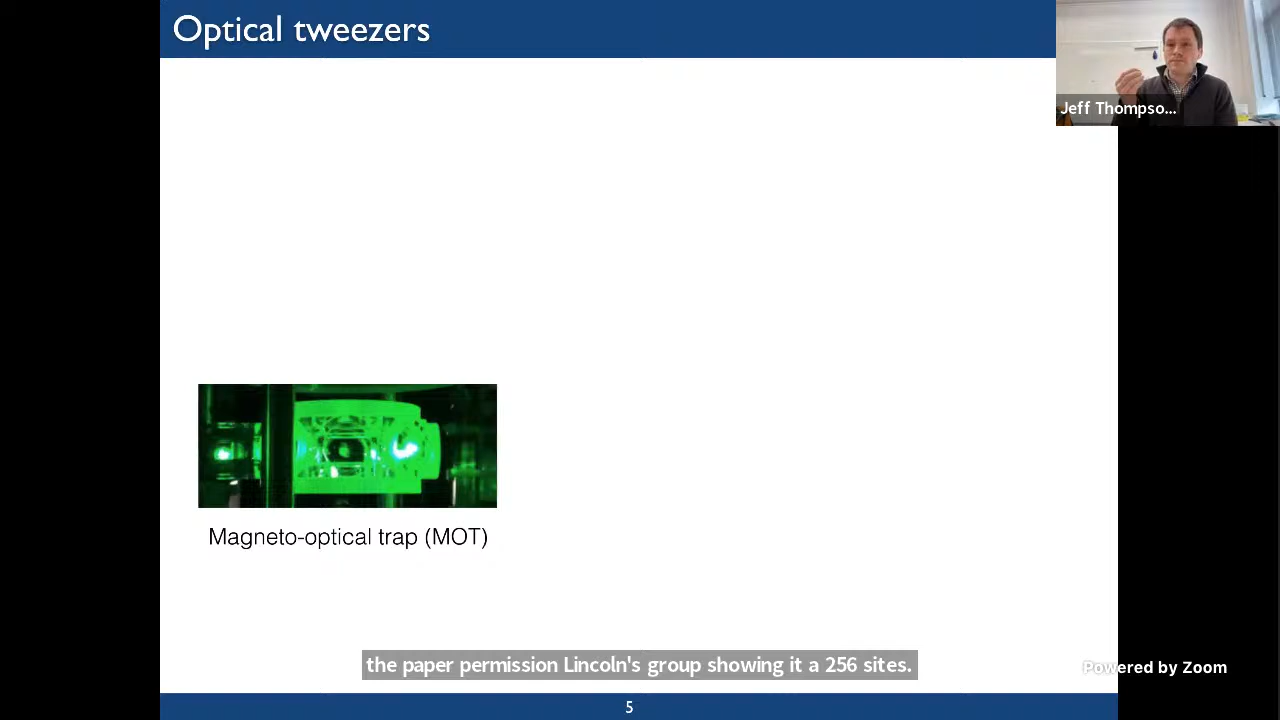 Optical tweezers
Jeff Thompso...
Magneto-optical trap (MOT)
the paper permission Lincoln's group showing it a 256 sites.
Powered by Zoom
5